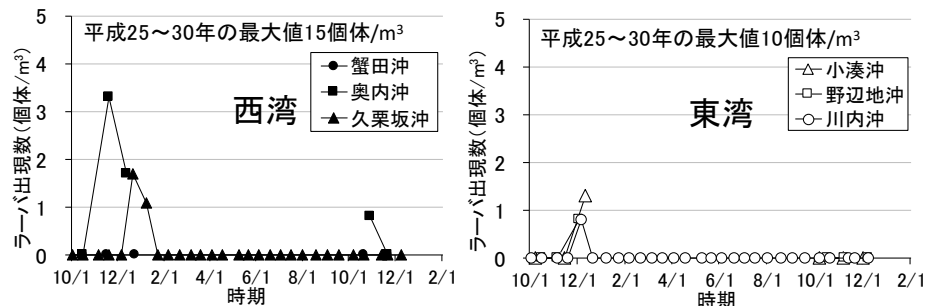 平成25～30年の最大値15個体/m³
蟹田沖
奥内沖
久栗坂沖
西湾
ラーバ出現数(個体/m³)
5
4
3
2
1
0
10/1 12/1 2/1 4/1 6/1 8/1 10/1 12/1 2/1
時期
平成25～30年の最大値10個体/m³
小湊沖
野辺地沖
川内沖
東湾
ラーバ出現数(個体/m³)
5
4
3
2
1
0
10/1 12/1 2/1 4/1 6/1 8/1 10/1 12/1 2/1
時期